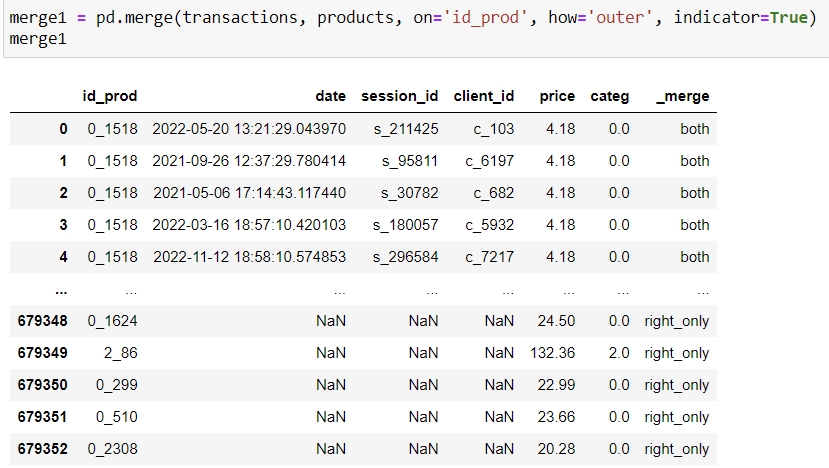 merge1 = pd.merge(transactions, products, on='id_prod', how='outer', indicator=True)
merge1
id_prod date session_id client_id price categ _merge
0 0_1518 2022-05-20 13:21:29.043970 s_211425 c_103 4.18 0.0 both
1 0_1518 2021-09-26 12:37:29.780414 s_95811 c_6197 4.18 0.0 both
2 0_1518 2021-05-06 17:14:43.117440 s_30782 c_682 4.18 0.0 both
3 0_1518 2022-03-16 18:57:10.420103 s_180057 c_5932 4.18 0.0 both
4 0_1518 2022-11-12 18:58:10.574853 s_296584 c_7217 4.18 0.0 both
... ... ... ... ... ... ... ...
679348 0_1624 NaN NaN NaN 24.50 0.0 right_only
679349 2_86 NaN NaN NaN 132.36 2.0 right_only
679350 0_299 NaN NaN NaN 22.99 0.0 right_only
679351 0_510 NaN NaN NaN 23.66 0.0 right_only
679352 0_2308 NaN NaN NaN 20.28 0.0 right_only